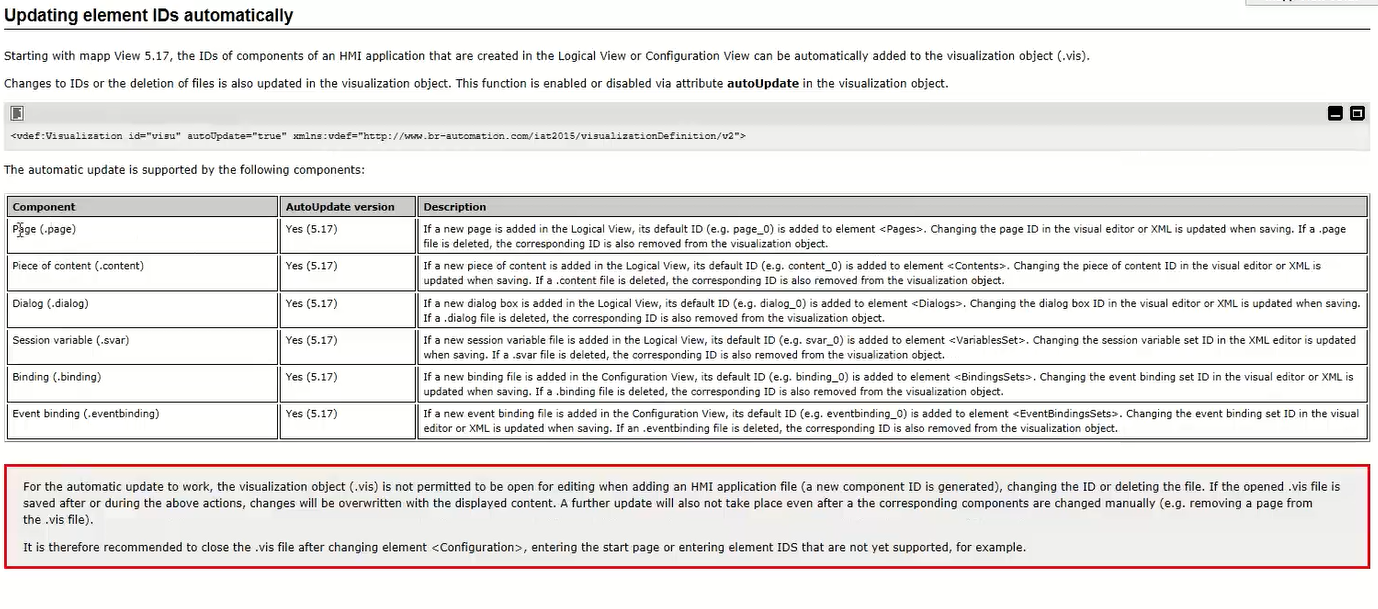 Updating element IDs automatically
Starting with mapp View 5.17, the IDs of components of an HMI application that are created in the Logical View or Configuration View can be automatically added to the visualization object (.vis).
Changes to IDs or the deletion of files is also updated in the visualization object. This function is enabled or disabled via attribute autoUpdate in the visualization object.
<vdef:Visualization id="visu" autoUpdate="true" xmlns:vdef="http://www.br-automation.com/iat2015/visualizationDefinition/v2">
The automatic update is supported by the following components:
Component AutoUpdate version Description
Page (.page) Yes (5.17) If a new page is added in the Logical View, its default ID (e.g. page_0) is added to element <Pages>. Changing the page ID in the visual editor or XML is updated when saving. If a .page
file is deleted, the corresponding ID is also removed from the visualization object.
Piece of content (.content) Yes (5.17) If a new piece of content is added in the Logical View, its default ID (e.g. content_0) is added to element <Contents>. Changing the piece of content ID in the visual editor or XML is
updated when saving. If a .content file is deleted, the corresponding ID is also removed from the visualization object.
Dialog (.dialog) Yes (5.17) If a new dialog box is added in the Logical View, its default ID (e.g. dialog_0) is added to element <Dialogs>. Changing the dialog box ID in the visual editor or XML is updated when saving.
If a .dialog file is deleted, the corresponding ID is also removed from the visualization object.
Session variable (.svar) Yes (5.17) If a new session variable file is added in the Logical View, its default ID (e.g. svar_0) is added to element <VariablesSet>. Changing the session variable set ID in the XML editor is updated
when saving. If a .svar file is deleted, the corresponding ID is also removed from the visualization object.
Binding (.binding) Yes (5.17) If a new binding file is added in the Configuration View, its default ID (e.g. binding_0) is added to element <BindingsSets>. Changing the event binding set ID in the visual editor or XML is
updated when saving. If a .binding file is deleted, the corresponding ID is also removed from the visualization object.
Event binding (.eventbinding) Yes (5.17) If a new event binding file is added in the Configuration View, its default ID (e.g. eventbinding_0) is added to element <EventBindingsSets>. Changing the event binding set ID in the visual
editor or XML is updated when saving. If an .eventbinding file is deleted, the corresponding ID is also removed from the visualization object.
For the automatic update to work, the visualization object (.vis) is not permitted to be open for editing when adding an HMI application file (a new component ID is generated), changing the ID or deleting the file. If the opened .vis file is
saved after or during the above actions, changes will be overwritten with the displayed content. A further update will also not take place even after a the corresponding components are changed manually (e.g. removing a page from
the .vis file).
It is therefore recommended to close the .vis file after changing element <Configuration>, entering the start page or entering element IDS that are not yet supported, for example.